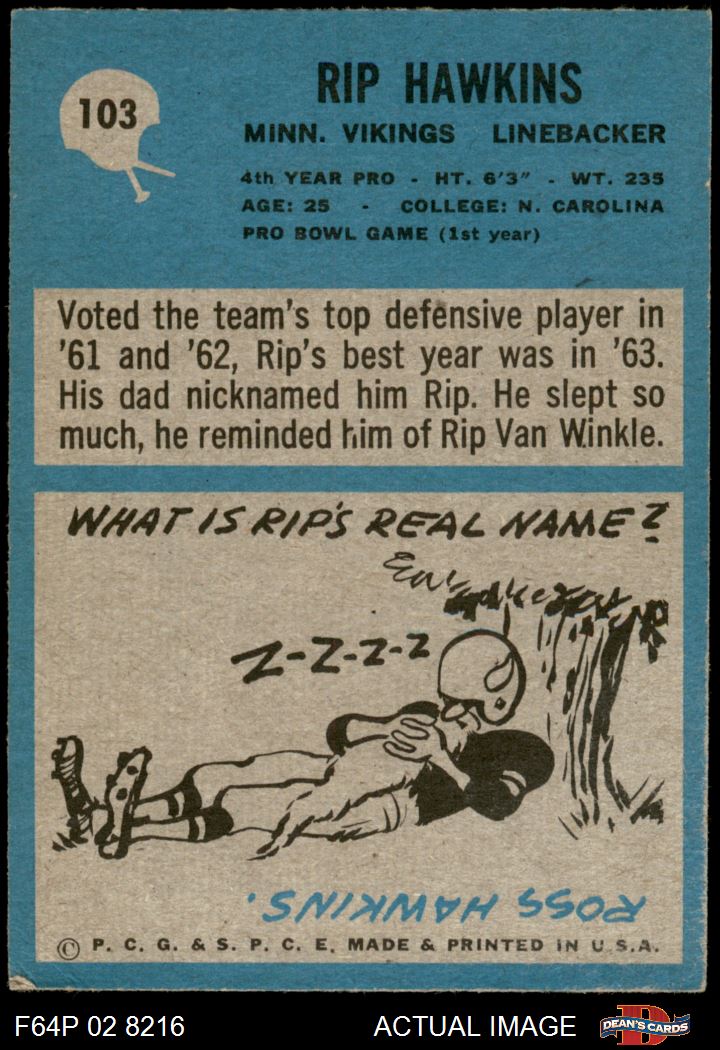 103
RIP HAWKINS
MINN. VIKINGS LINEBACKER
4th YEAR PRO - HT. 6'3" - WT. 235
AGE: 25 - COLLEGE: N. CAROLINA
PRO BOWL GAME (1st year)
Voted the team's top defensive player in
'61 and '62, Rip's best year was in '63.
His dad nicknamed him Rip. He slept so
much, he reminded him of Rip Van Winkle.
WHAT IS RIP'S REAL NAME?
Z-Z-Z-Z
ROSS HAWKINS.
© P. C. G. & S. P. C. E. MADE & PRINTED IN U.S.A.
F64P 02 8216 ACTUAL IMAGE
D
DEAN'S CARDS